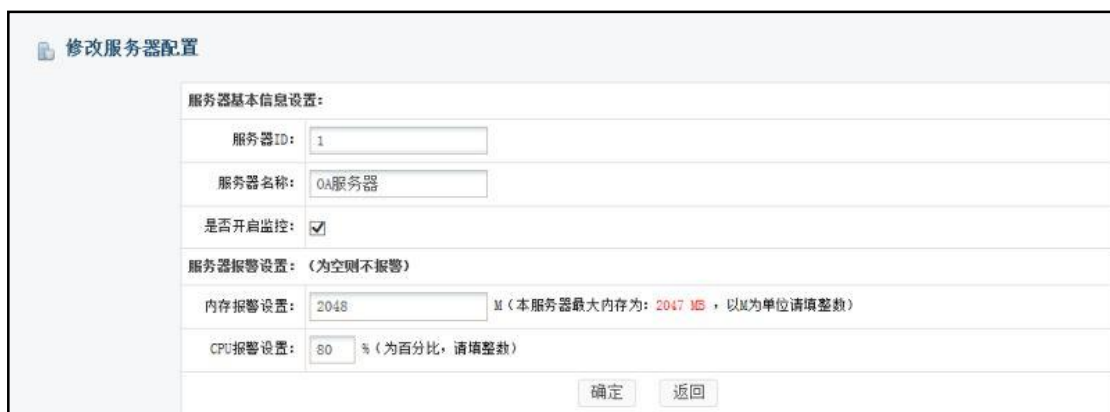 修改服务器配置
服务器基本信息设置：
服务器ID： 1
服务器名称： OA服务器
是否开启监控：
服务器报警设置：（为空则不报警）
内存报警设置： 2048 M（本服务器最大内存为：2047 MB ，以M为单位请填整数）
CPU报警设置： 80 %（为百分比，请填整数）
确定 返回